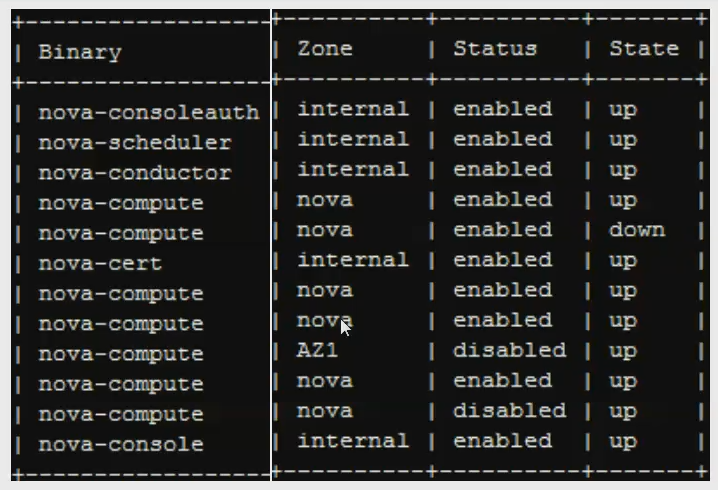 +------------------+----------+----------+-------+
| Binary | Zone | Status | State |
+------------------+----------+----------+-------+
| nova-consoleauth | internal | enabled | up |
| nova-scheduler | internal | enabled | up |
| nova-conductor | internal | enabled | up |
| nova-compute | nova | enabled | up |
| nova-compute | nova | enabled | down |
| nova-cert | internal | enabled | up |
| nova-compute | nova | enabled | up |
| nova-compute | nova | enabled | up |
| nova-compute | AZ1 | disabled | up |
| nova-compute | nova | enabled | up |
| nova-compute | nova | disabled | up |
| nova-console | internal | enabled | up |
+------------------+----------+----------+-------+